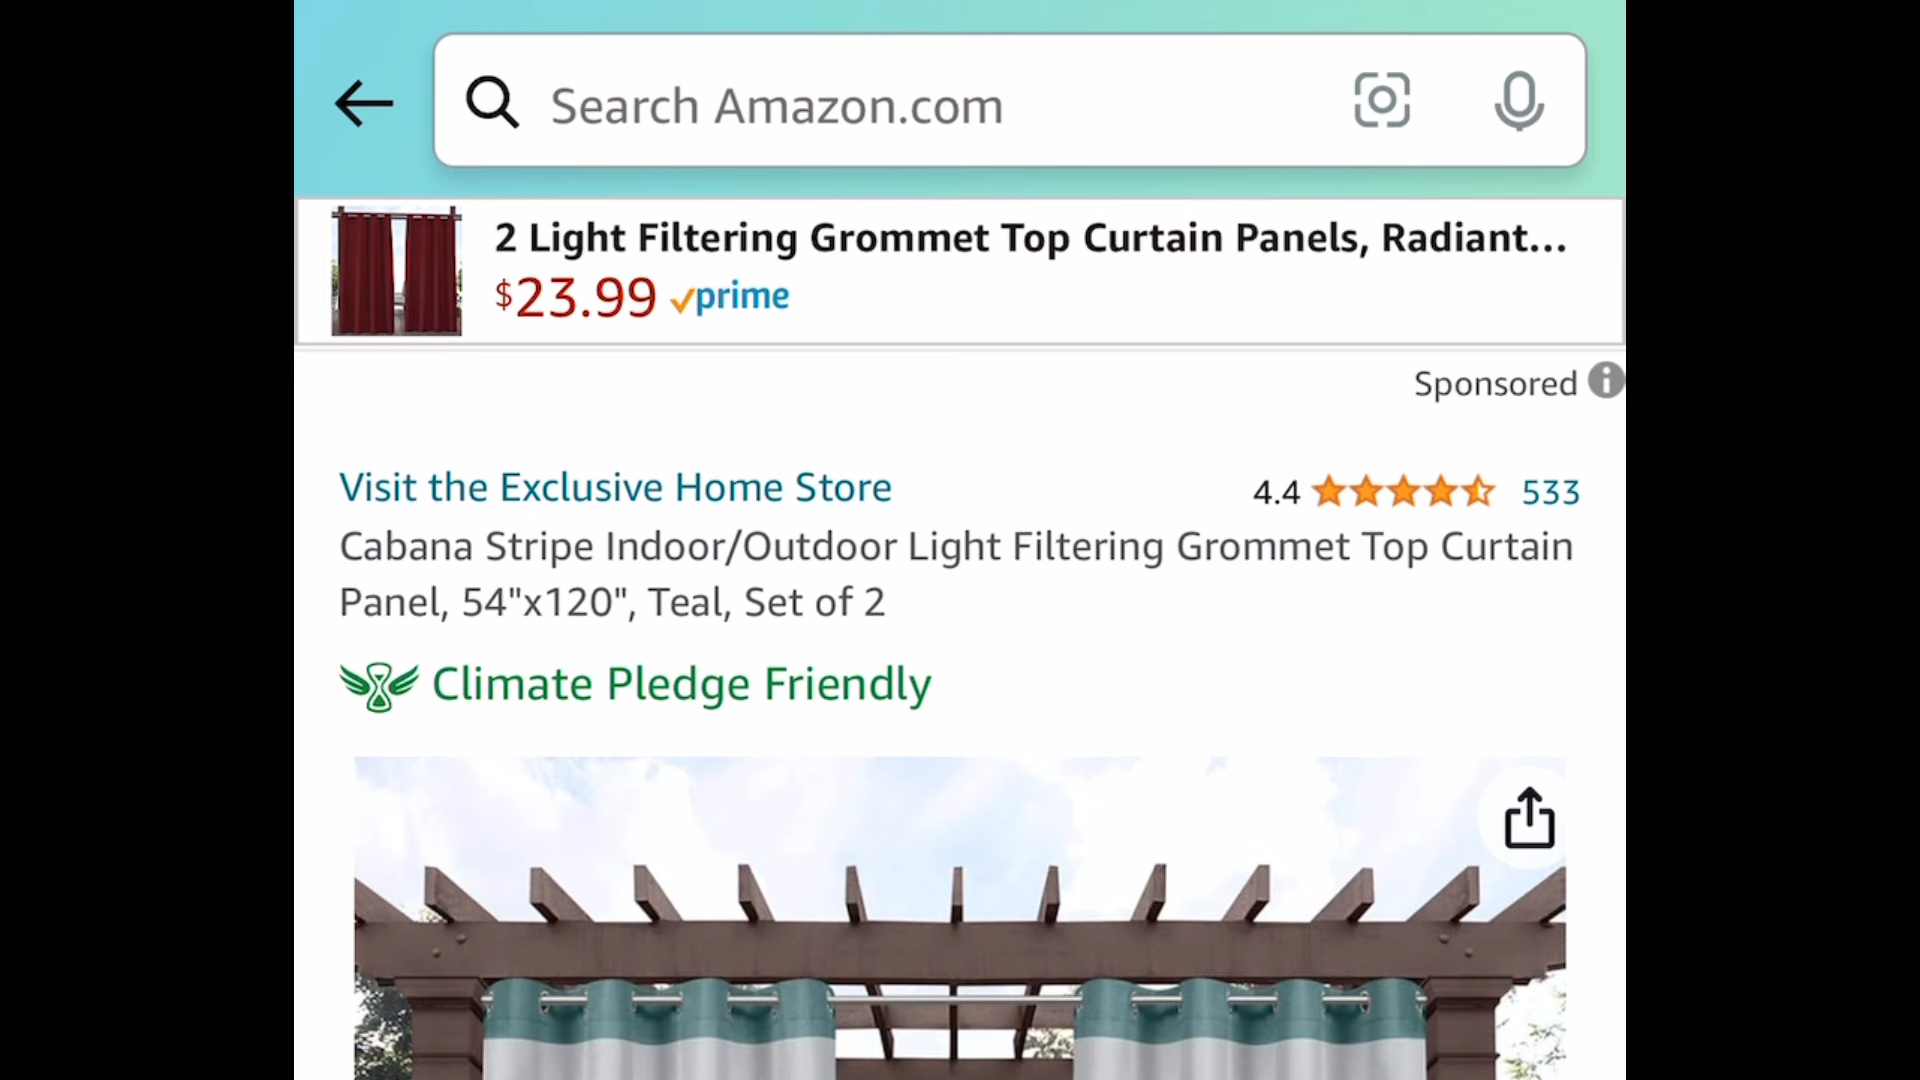 Search Amazon.com
2 Light Filtering Grommet Top Curtain Panels, Radiant...
$23.99 prime
Sponsored
Visit the Exclusive Home Store
4.4 533
Cabana Stripe Indoor/Outdoor Light Filtering Grommet Top Curtain
Panel, 54"x120", Teal, Set of 2
Climate Pledge Friendly